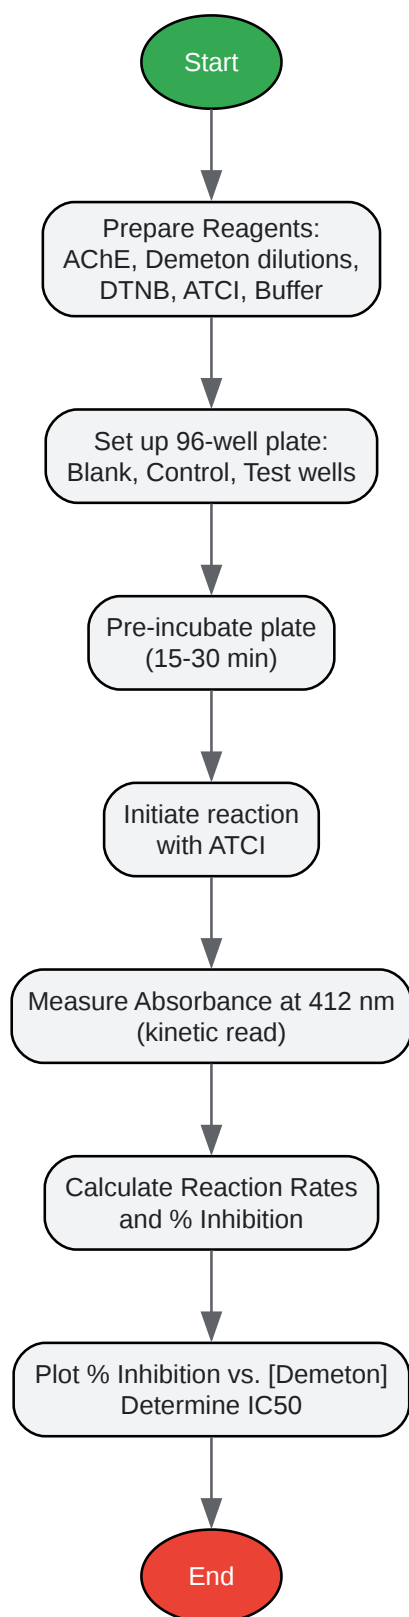 Start
Prepare Reagents:
AChE, Demeton dilutions,
DTNB, ATCI, Buffer
Set up 96-well plate:
Blank, Control, Test wells
Pre-incubate plate
(15-30 min)
Initiate reaction
with ATCI
Measure Absorbance at 412 nm
(kinetic read)
Calculate Reaction Rates
and % Inhibition
Plot % Inhibition vs. [Demeton]
Determine IC50
End